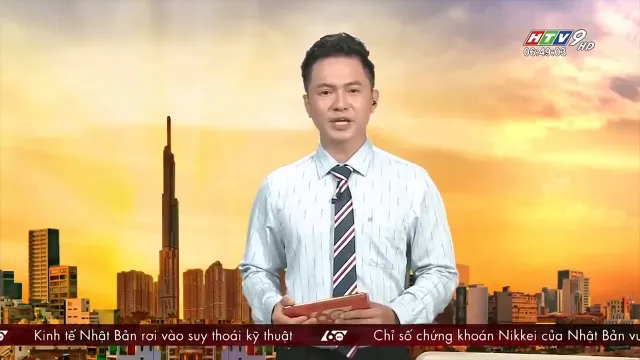 HTV9 HD
06:49:03
Kinh tế Nhật Bản rơi vào suy thoái kỹ thuật 60 Chỉ số chứng khoán Nikkei của Nhật Bản v